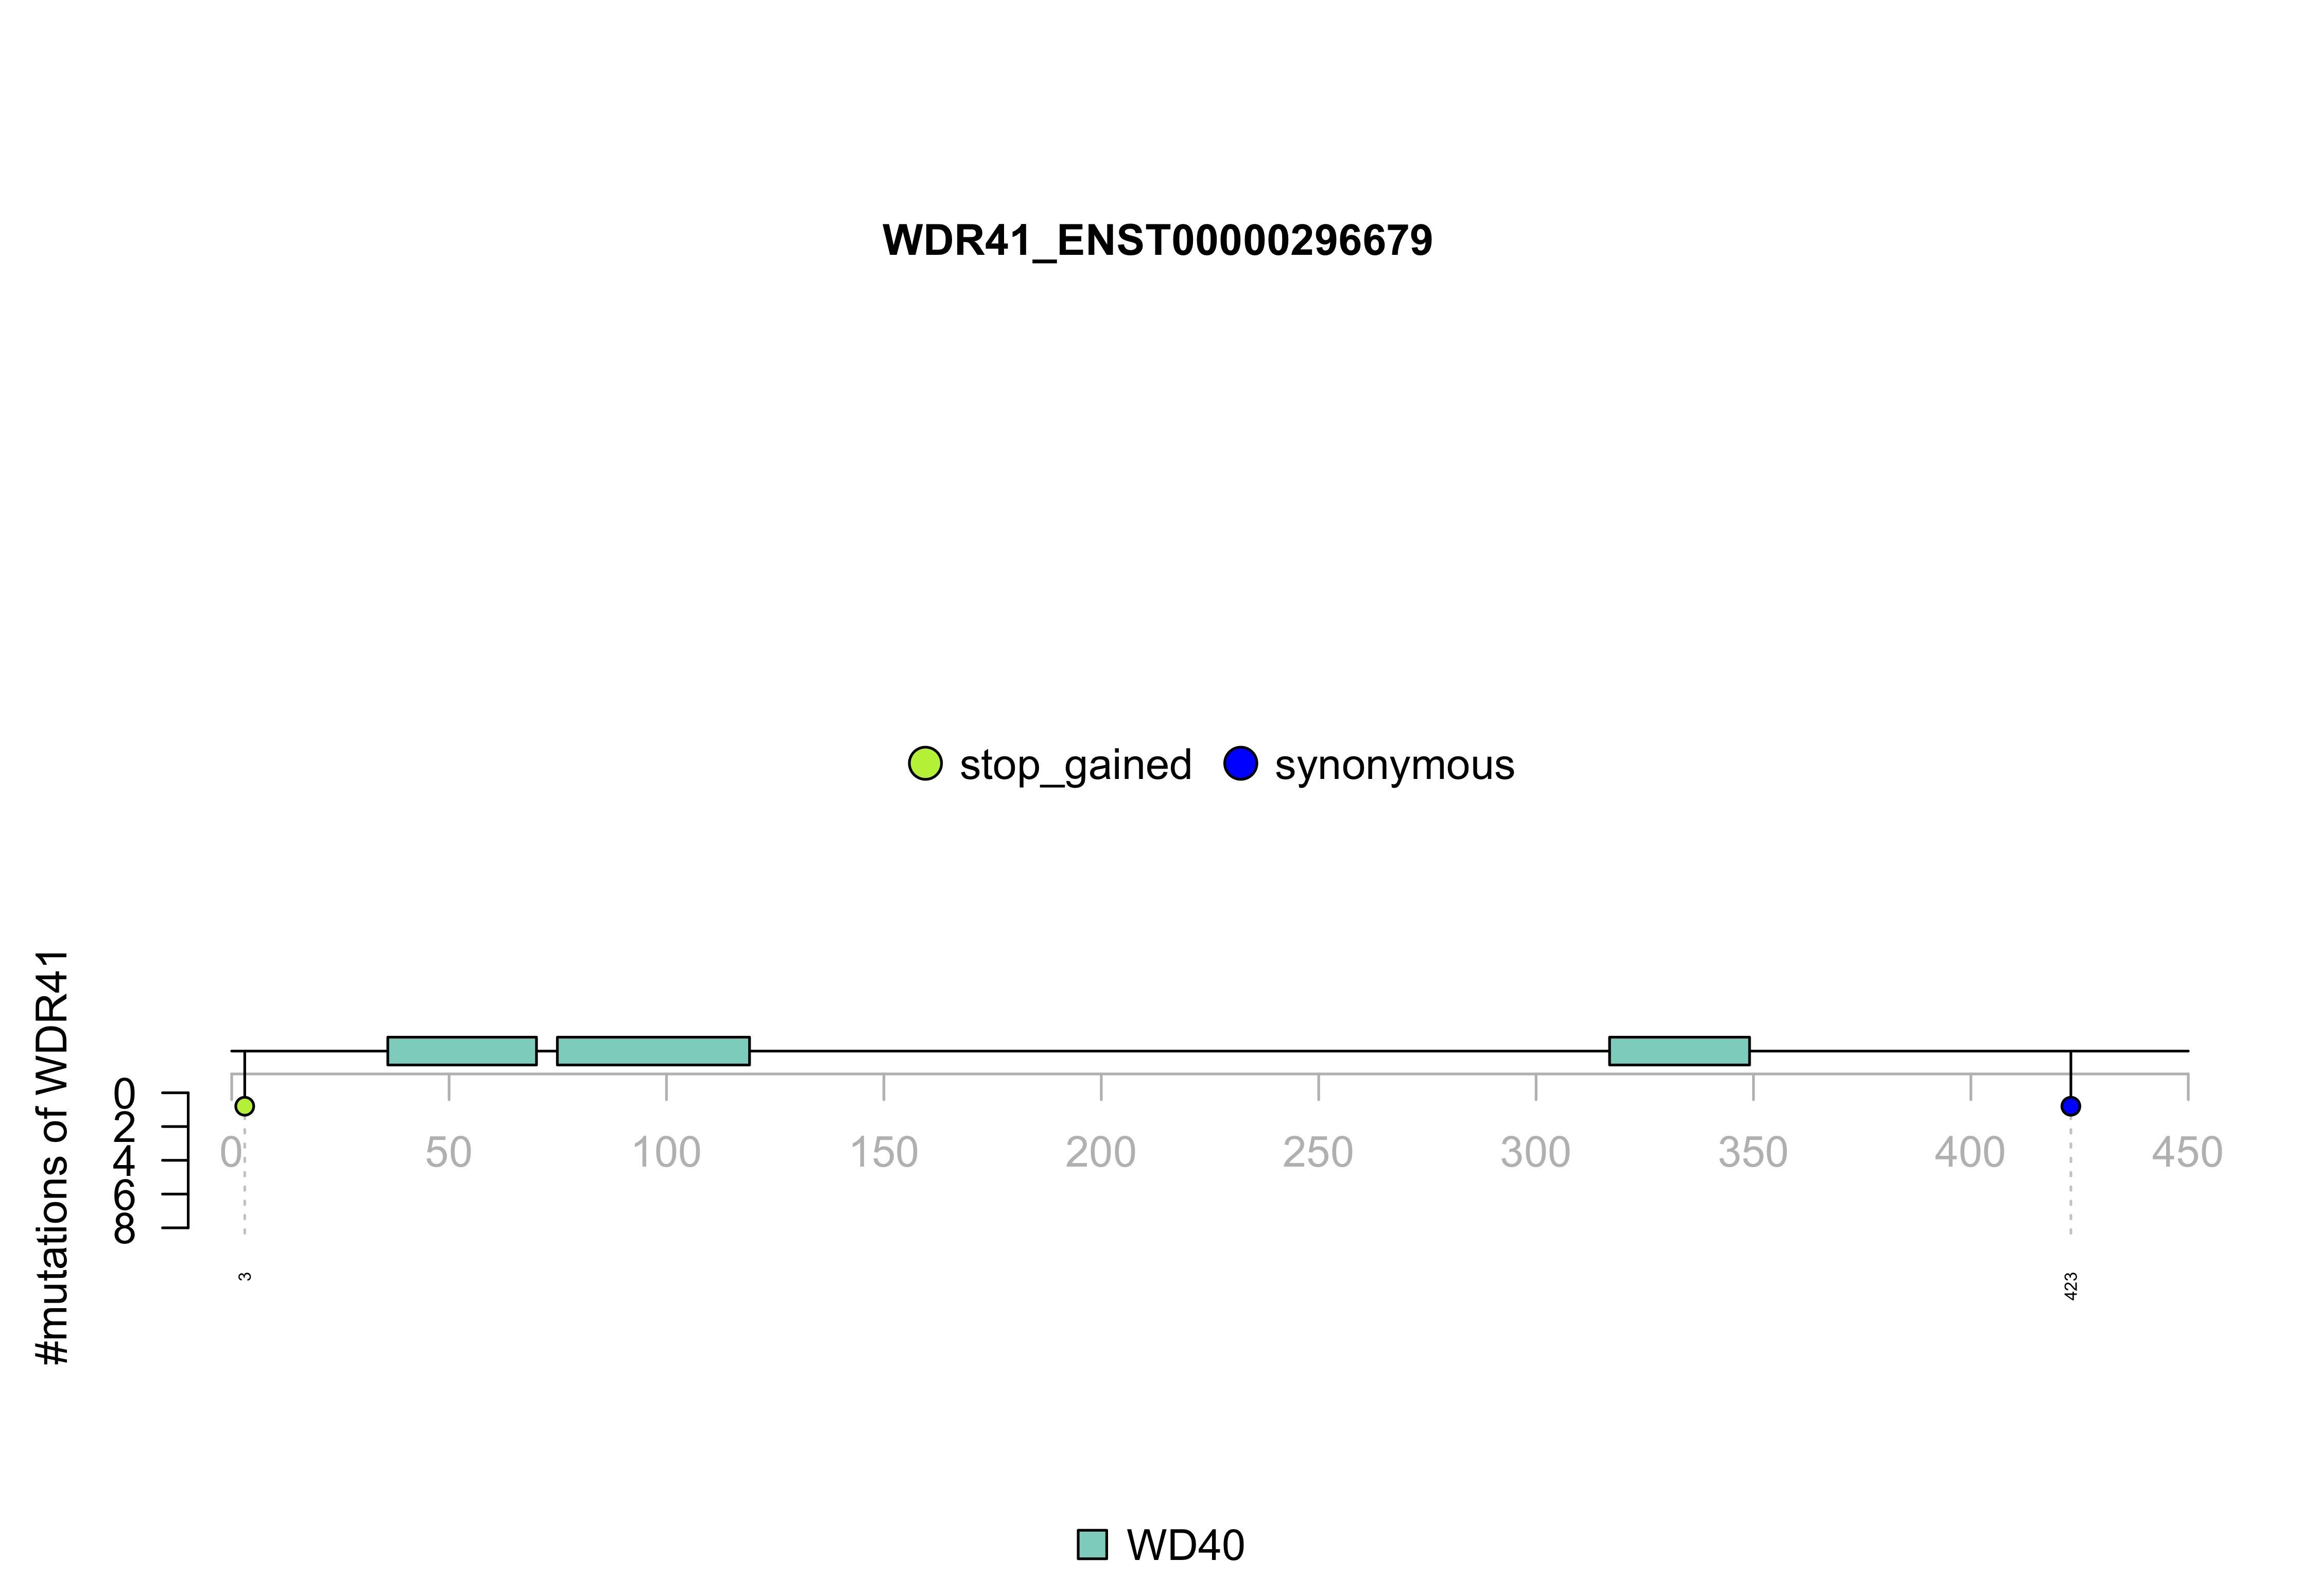 WDR41_ENST00000296679
stop_gained synonymous
#mutations of WDR41
0
2
4
6
8
0 50 100 150 200 250 300 350 400 450
3 423
WD40